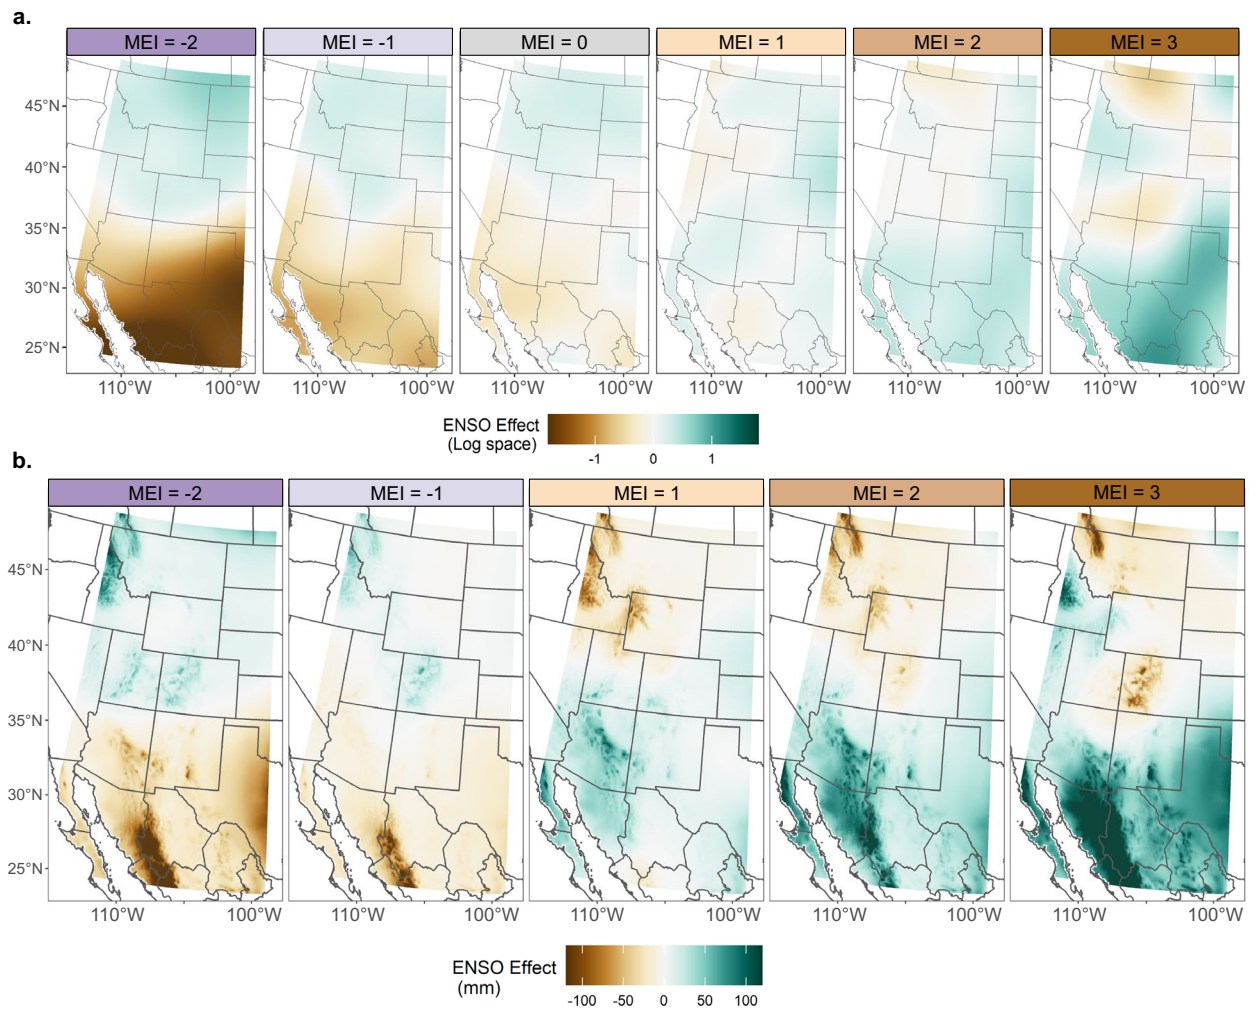 a.
MEI = -2 MEI = -1 MEI = 0 MEI = 1 MEI = 2 MEI = 3
45°N
40°N
35°N
30°N
25°N
110°W 100°W 110°W 100°W 110°W 100°W 110°W 100°W 110°W 100°W 110°W 100°W
ENSO Effect
(Log space)
-1 0 1
b.
MEI = -2 MEI = -1 MEI = 1 MEI = 2 MEI = 3
45°N
40°N
35°N
30°N
25°N
110°W 100°W 110°W 100°W 110°W 100°W 110°W 100°W 110°W 100°W
ENSO Effect
(mm)
-100 -50 0 50 100